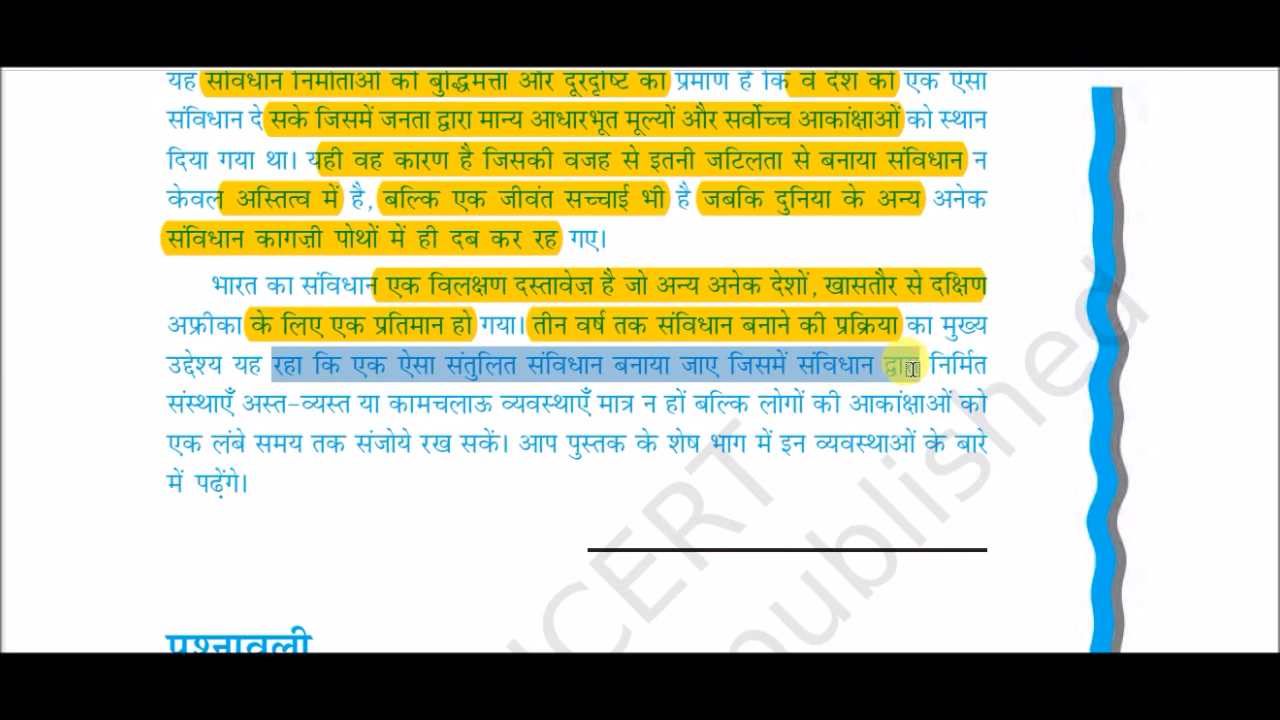 यह संविधान निर्माताओं की बुद्धिमत्ता और दूरदृष्टि का प्रमाण है कि वे देश को एक ऐसा
संविधान दे सके जिसमें जनता द्वारा मान्य आधारभूत मूल्यों और सर्वोच्च आकांक्षाओं को स्थान
दिया गया था। यही वह कारण है जिसकी वजह से इतनी जटिलता से बनाया संविधान न
केवल अस्तित्व में है, बल्कि एक जीवंत सच्चाई भी है जबकि दुनिया के अन्य अनेक
संविधान कागज़ी पोथों में ही दब कर रह गए।
भारत का संविधान एक विलक्षण दस्तावेज़ है जो अन्य अनेक देशों, खासतौर से दक्षिण
अफ्रीका के लिए एक प्रतिमान हो गया। तीन वर्ष तक संविधान बनाने की प्रक्रिया का मुख्य
उद्देश्य यह रहा कि एक ऐसा संतुलित संविधान बनाया जाए जिसमें संविधान द्वारा निर्मित
संस्थाएँ अस्त-व्यस्त या कामचलाऊ व्यवस्थाएँ मात्र न हों बल्कि लोगों की आकांक्षाओं को
एक लंबे समय तक संजोये रख सकें। आप पुस्तक के शेष भाग में इन व्यवस्थाओं के बारे
में पढ़ेंगे।
NCERT
published
प्रश्नावली